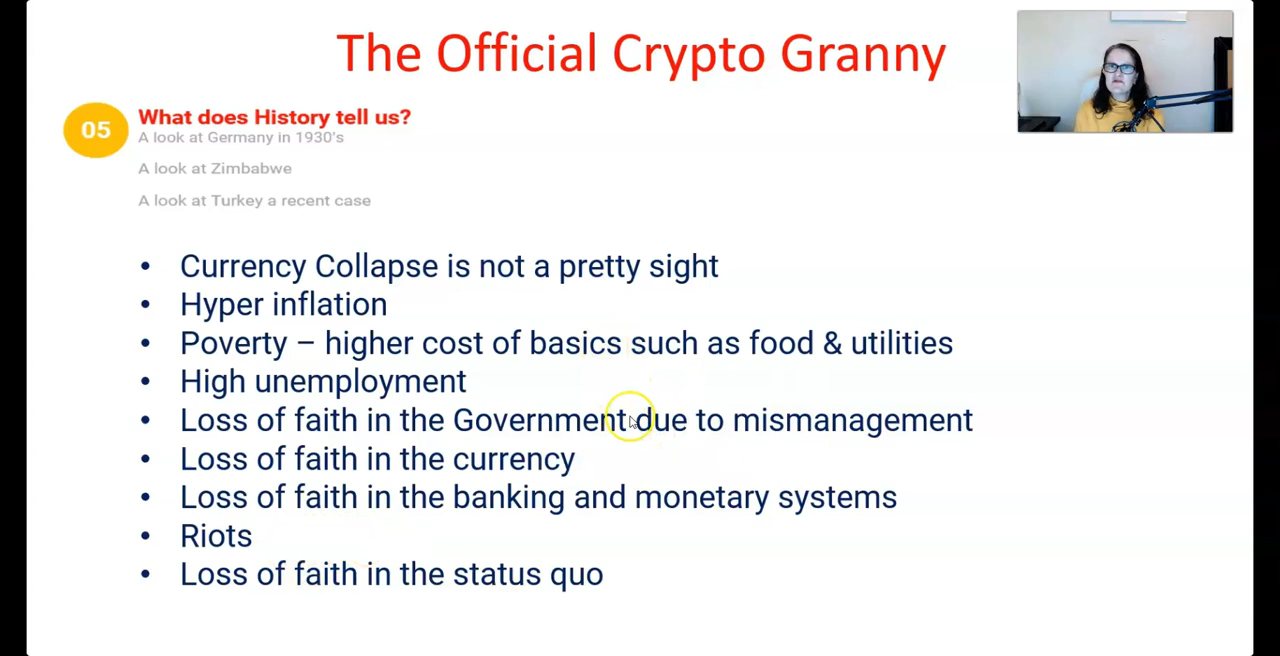 The Official Crypto Granny
05
What does History tell us?
A look at Germany in 1930's
A look at Zimbabwe
A look at Turkey a recent case
• Currency Collapse is not a pretty sight
• Hyper inflation
• Poverty – higher cost of basics such as food & utilities
• High unemployment
• Loss of faith in the Government due to mismanagement
• Loss of faith in the currency
• Loss of faith in the banking and monetary systems
• Riots
• Loss of faith in the status quo